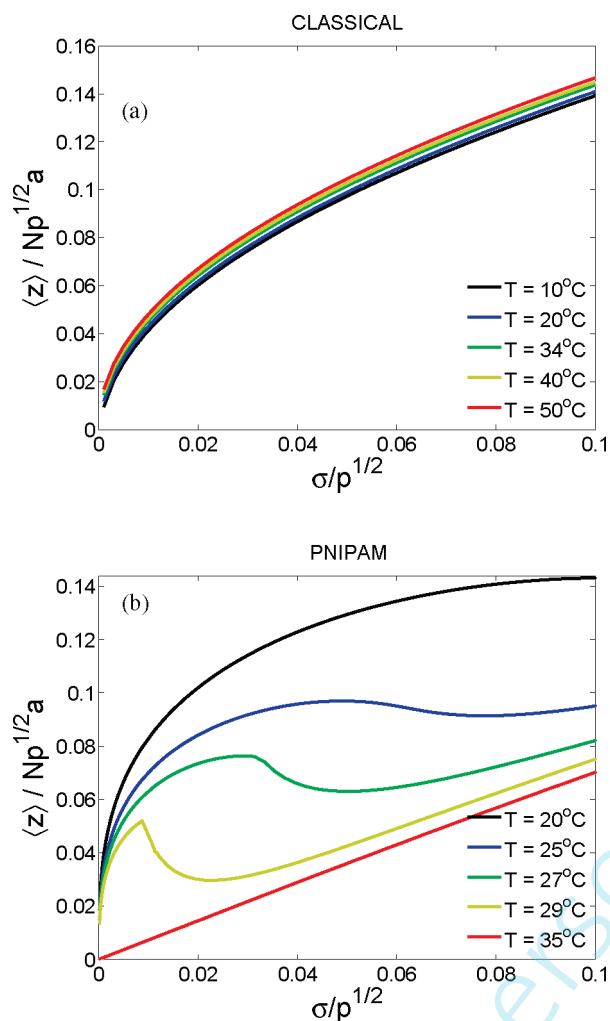 CLASSICAL
0.16
0.14
0.12
0.1
0.08
0.06
0.04
0.02
0
(a)
⟨z⟩ / Np^{1/2}a
T = 10°C
T = 20°C
T = 34°C
T = 40°C
T = 50°C
0 0.02 0.04 0.06 0.08 0.1
σ/p^{1/2}
PNIPAM
0.14
0.12
0.1
0.08
0.06
0.04
0.02
0
(b)
⟨z⟩ / Np^{1/2}a
T = 20°C
T = 25°C
T = 27°C
T = 29°C
T = 35°C
0 0.02 0.04 0.06 0.08 0.1
σ/p^{1/2}